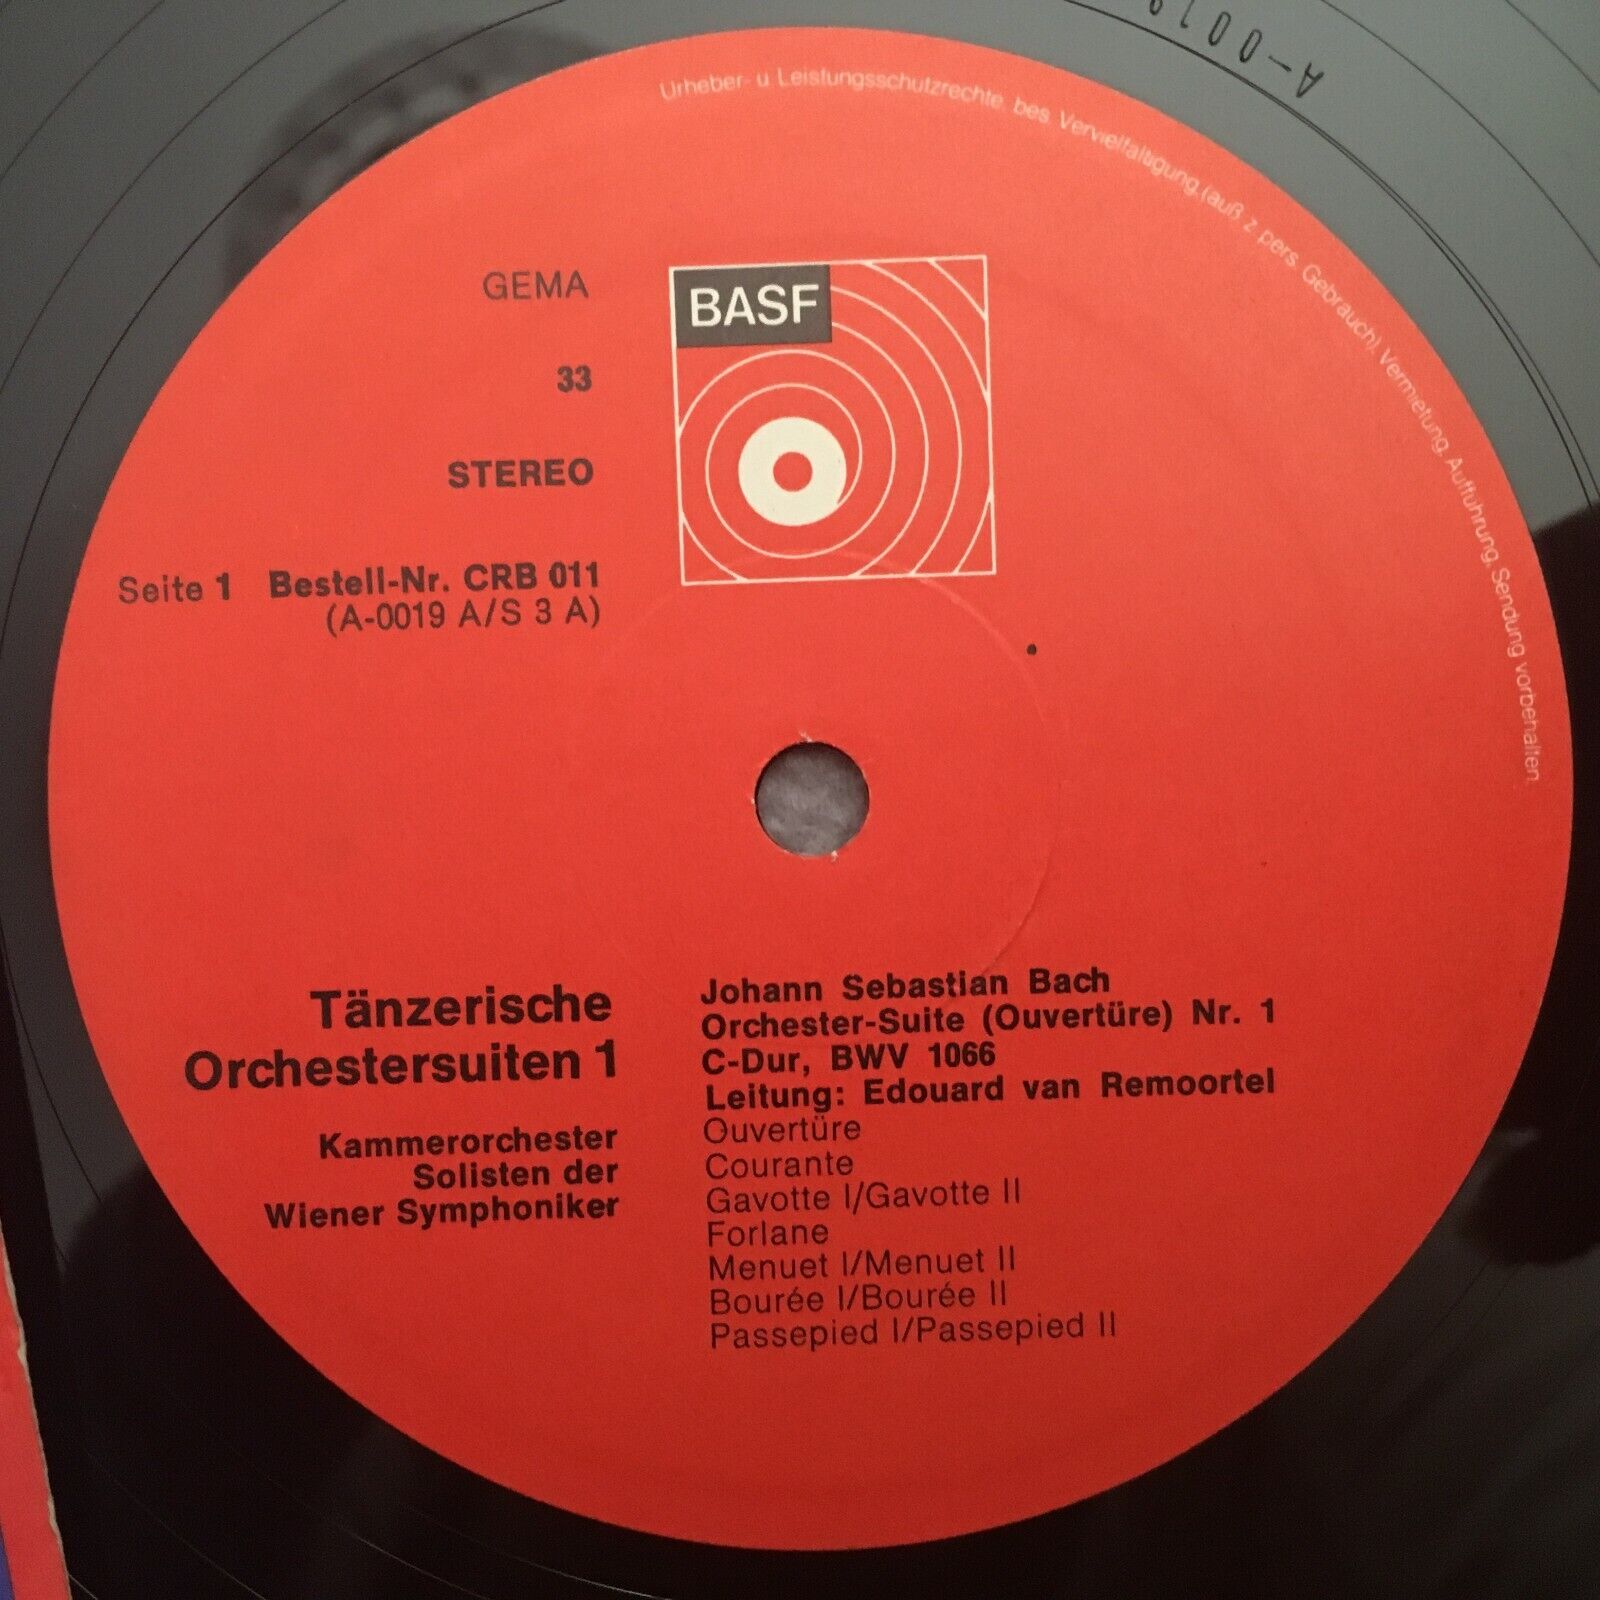 A-0019
Urheber- u Leistungsschutzrechte, bes. Vervielfältigung, (auß z pers. Gebrauch), Vermietung, Aufführung, Sendung vorbehalten
GEMA
BASF
33
STEREO
Seite 1 Bestell-Nr. CRB 011
(A-0019 A/S 3 A)
Tänzerische
Orchestersuiten 1
Kammerorchester
Solisten der
Wiener Symphoniker
Johann Sebastian Bach
Orchester-Suite (Ouvertüre) Nr. 1
C-Dur, BWV 1066
Leitung: Edouard van Remoortel
Ouvertüre
Courante
Gavotte I/Gavotte II
Forlane
Menuet I/Menuet II
Bourée I/Bourée II
Passepied I/Passepied II